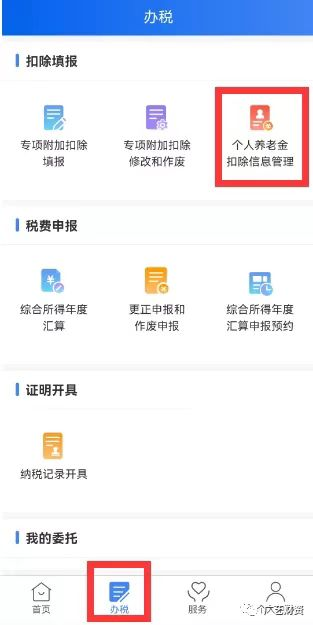 办税
扣除填报
专项附加扣除
填报
专项附加扣除
修改和作废
个人养老金
扣除信息管理
税费申报
综合所得年度
汇算
更正申报和
作废申报
综合所得年度
汇算申报预约
证明开具
纳税记录开具
我的委托
首页
办税
服务